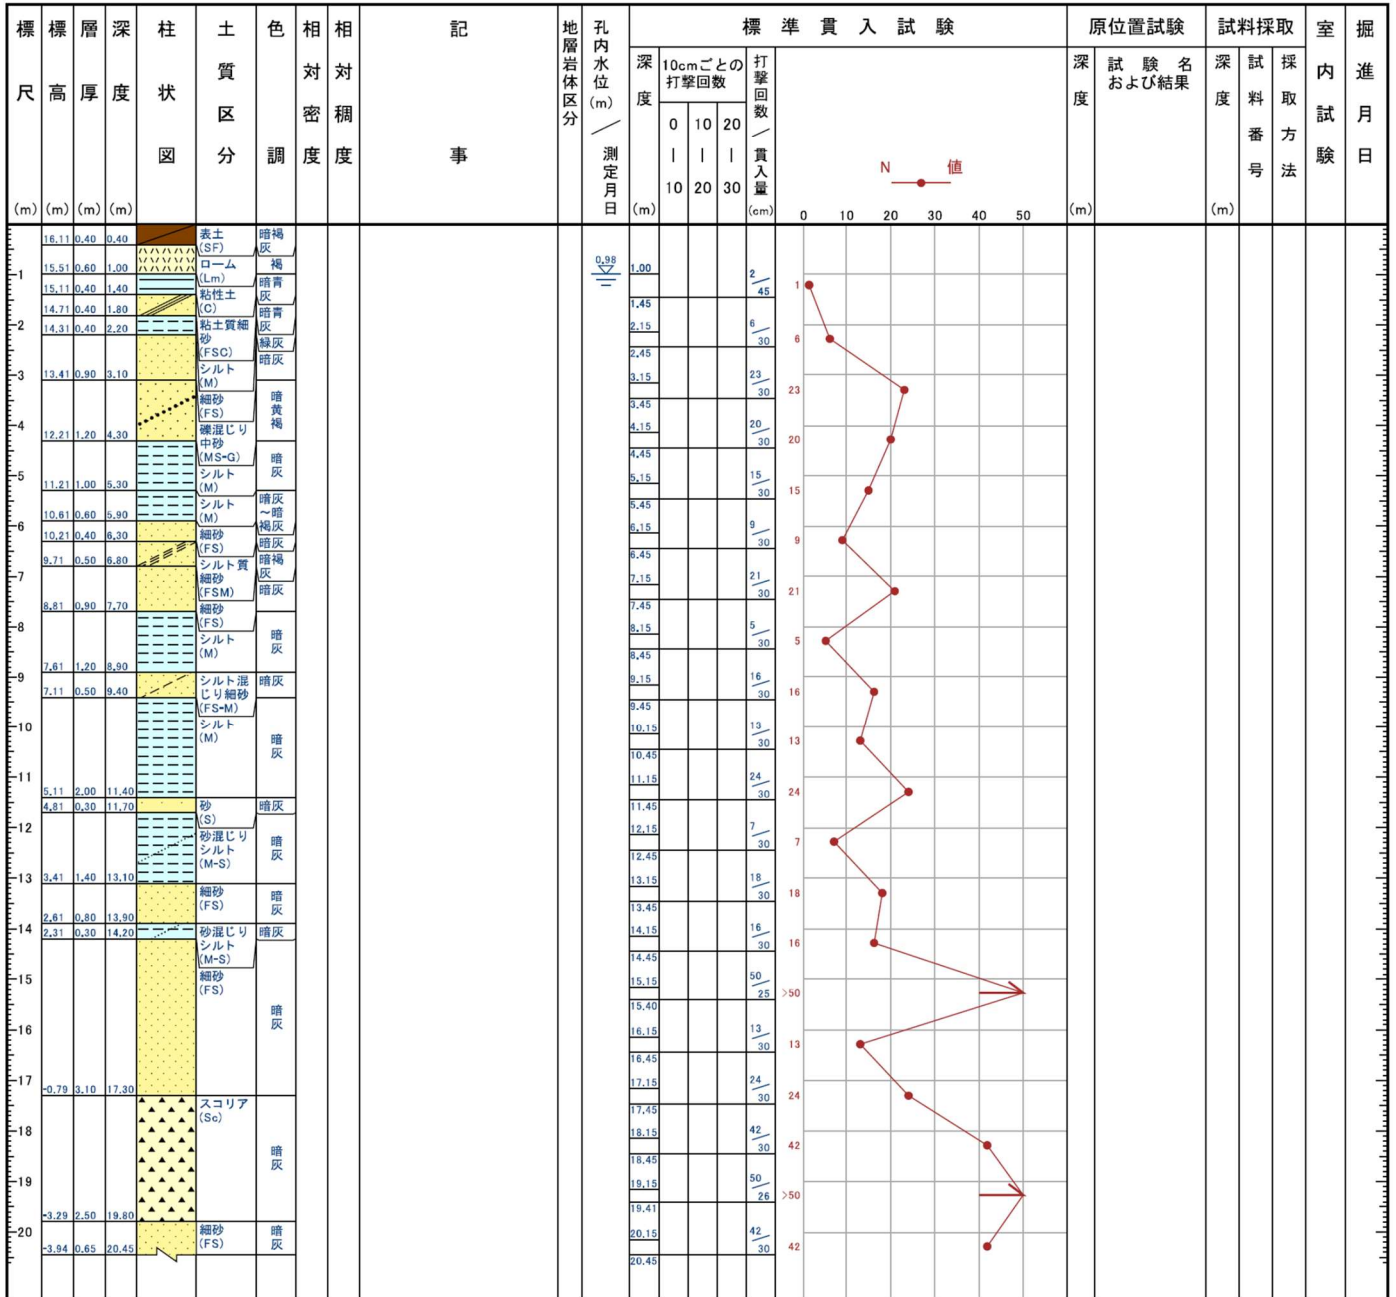 標尺
(m)
標高
(m)
層厚
(m)
深度
(m)
柱状図
土質区分
色調
相対密度
相対稠度
記事
地層岩体区分
孔内水位(m)/測定月日
標準貫入試験
深度
(m)
10cmごとの
打撃回数
0
|
10
10
|
20
20
|
30
打撃回数/貫入量
(cm)
N 値
0 10 20 30 40 50
原位置試験
深度
(m)
試験名
および結果
試料採取
深度
(m)
試料番号
採取方法
室内試験
掘進月日
1
2
3
4
5
6
7
8
9
10
11
12
13
14
15
16
17
18
19
20
16.11 0.40 0.40
15.51 0.60 1.00
15.11 0.40 1.40
14.71 0.40 1.80
14.31 0.40 2.20
13.41 0.90 3.10
12.21 1.20 4.30
11.21 1.00 5.30
10.61 0.60 5.90
10.21 0.40 6.30
9.71 0.50 6.80
8.81 0.90 7.70
7.61 1.20 8.90
7.11 0.50 9.40
5.11 2.00 11.40
4.81 0.30 11.70
3.41 1.40 13.10
2.61 0.80 13.90
2.31 0.30 14.20
-0.79 3.10 17.30
-3.29 2.50 19.80
-3.94 0.65 20.45
表土
(SF)
ローム
(Lm)
粘性土
(C)
粘土質細
砂
(FSC)
シルト
(M)
細砂
(FS)
礫混じり
中砂
(MS-G)
シルト
(M)
シルト
(M)
細砂
(FS)
シルト質
細砂
(FSM)
細砂
(FS)
シルト
(M)
シルト混
じり細砂
(FS-M)
シルト
(M)
砂
(S)
砂混じり
シルト
(M-S)
細砂
(FS)
砂混じり
シルト
(M-S)
細砂
(FS)
スコリア
(Sc)
細砂
(FS)
暗褐
灰
褐
暗青
灰
暗青
灰
緑灰
暗灰
暗
黄
褐
暗
灰
暗灰
~暗
褐灰
暗灰
暗褐
灰
暗灰
暗
灰
暗灰
暗
灰
暗灰
暗
灰
暗
灰
暗灰
暗
灰
暗
灰
暗
灰
0.98
1.00
1.45
2.15
2.45
3.15
3.45
4.15
4.45
5.15
5.45
6.15
6.45
7.15
7.45
8.15
8.45
9.15
9.45
10.15
10.45
11.15
11.45
12.15
12.45
13.15
13.45
14.15
14.45
15.15
15.40
16.15
16.45
17.15
17.45
18.15
18.45
19.15
19.41
20.15
20.45
2/45
6/30
23/30
20/30
15/30
9/30
21/30
5/30
16/30
13/30
24/30
7/30
18/30
16/30
50/25
13/30
24/30
42/30
50/26
42/30
1
6
23
20
15
9
21
5
16
13
24
7
18
16
>50
13
24
42
>50
42